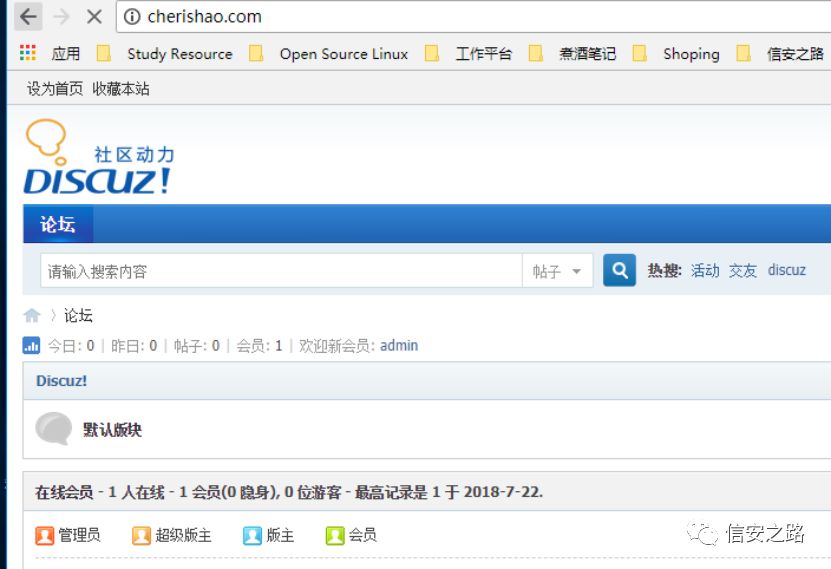 cherishao.com
应用 Study Resource Open Source Linux 工作平台 煮酒笔记 Shoping 信安之路
设为首页 收藏本站
社区动力
DISCUZ!
论坛
请输入搜索内容 帖子 热搜: 活动 交友 discuz
论坛
今日: 0 | 昨日: 0 | 帖子: 0 | 会员: 1 | 欢迎新会员: admin
Discuz!
默认版块
在线会员 - 1 人在线 - 1 会员(0 隐身), 0 位游客 - 最高记录是 1 于 2018-7-22.
管理员 超级版主 版主 会员
信安之路